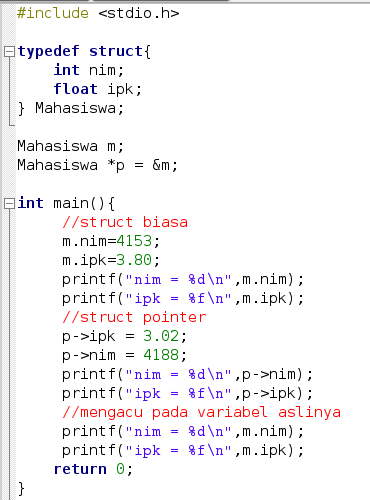 #include <stdio.h>
typedef struct{
int nim;
float ipk;
} Mahasiswa;
Mahasiswa m;
Mahasiswa *p = &m;
int main(){
//struct biasa
m.nim=4153;
m.ipk=3.80;
printf("nim = %d\n",m.nim);
printf("ipk = %f\n",m.ipk);
//struct pointer
p->ipk = 3.02;
p->nim = 4188;
printf("nim = %d\n",p->nim);
printf("ipk = %f\n",p->ipk);
//mengacu pada variabel aslinya
printf("nim = %d\n",m.nim);
printf("ipk = %f\n",m.ipk);
return 0;
}